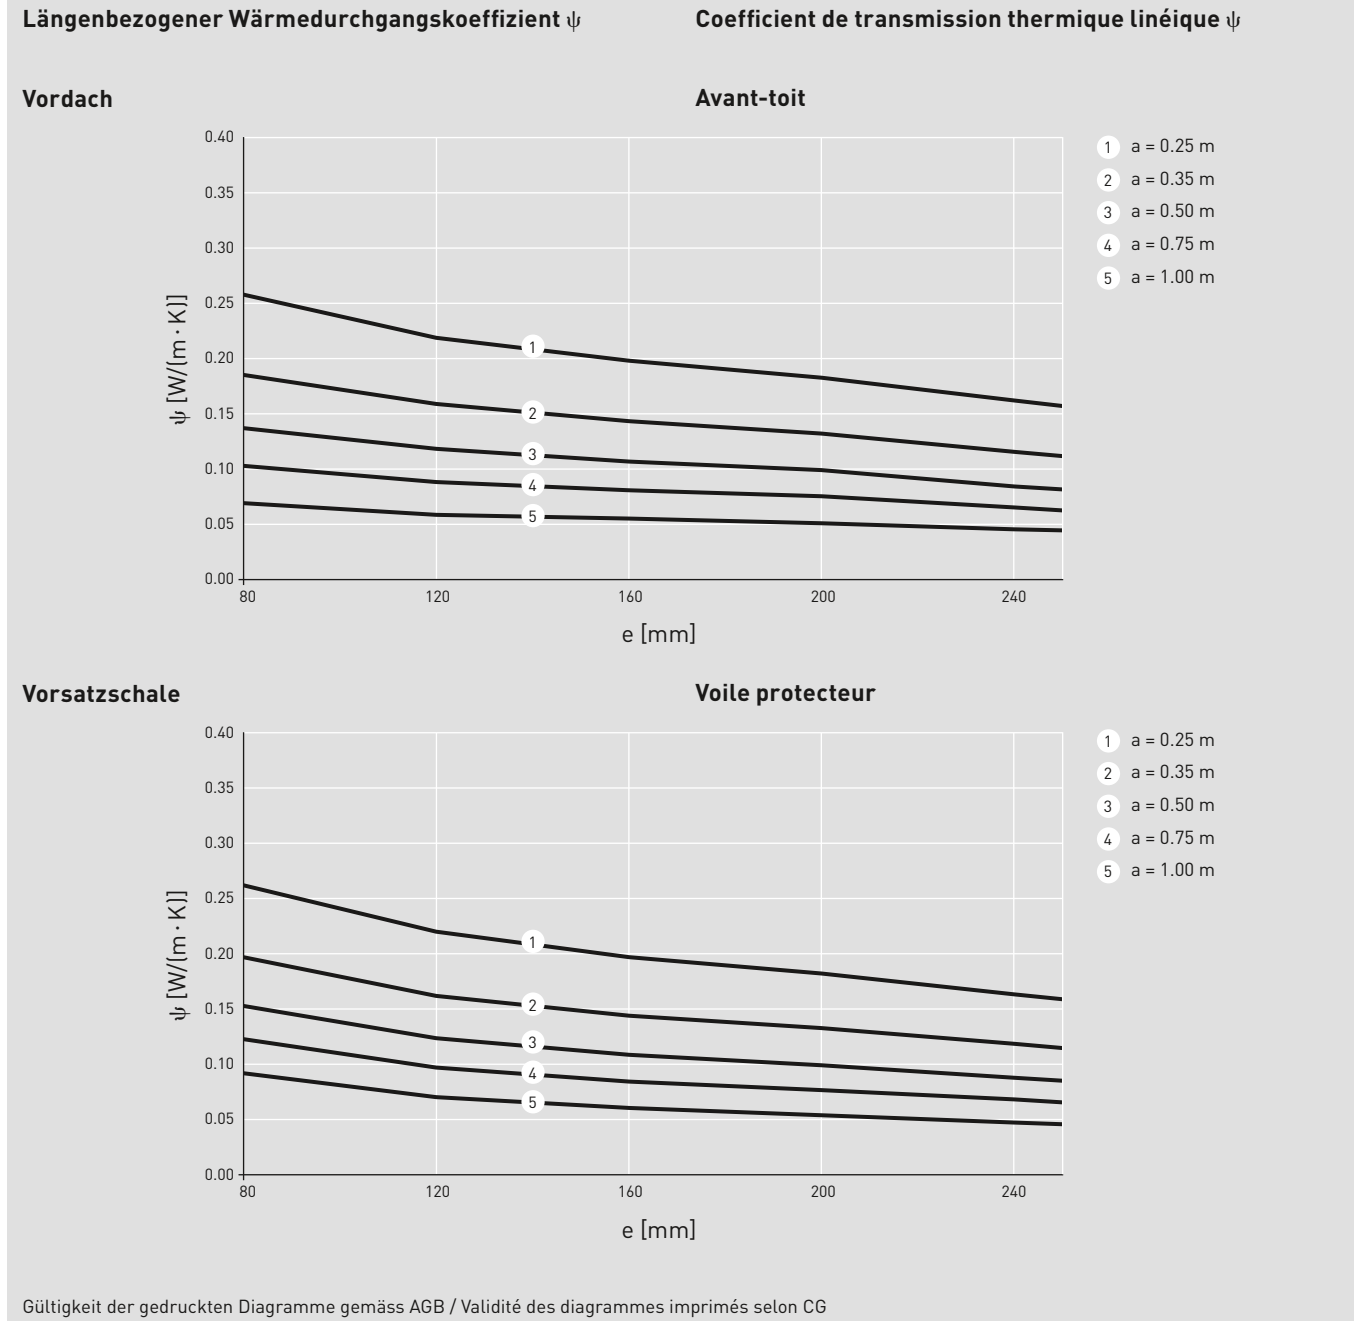 Längenbezogener Wärmedurchgangskoeffizient ψ
Coefficient de transmission thermique linéique ψ
Vordach
Avant-toit
0.40
0.35
0.30
0.25
0.20
0.15
0.10
0.05
0.00
ψ [W/(m · K)]
80 120 160 200 240
e [mm]
1
2
3
4
5
1 a = 0.25 m
2 a = 0.35 m
3 a = 0.50 m
4 a = 0.75 m
5 a = 1.00 m
Vorsatzschale
Voile protecteur
0.40
0.35
0.30
0.25
0.20
0.15
0.10
0.05
0.00
ψ [W/(m · K)]
80 120 160 200 240
e [mm]
1
2
3
4
5
1 a = 0.25 m
2 a = 0.35 m
3 a = 0.50 m
4 a = 0.75 m
5 a = 1.00 m
Gültigkeit der gedruckten Diagramme gemäss AGB / Validité des diagrammes imprimés selon CG